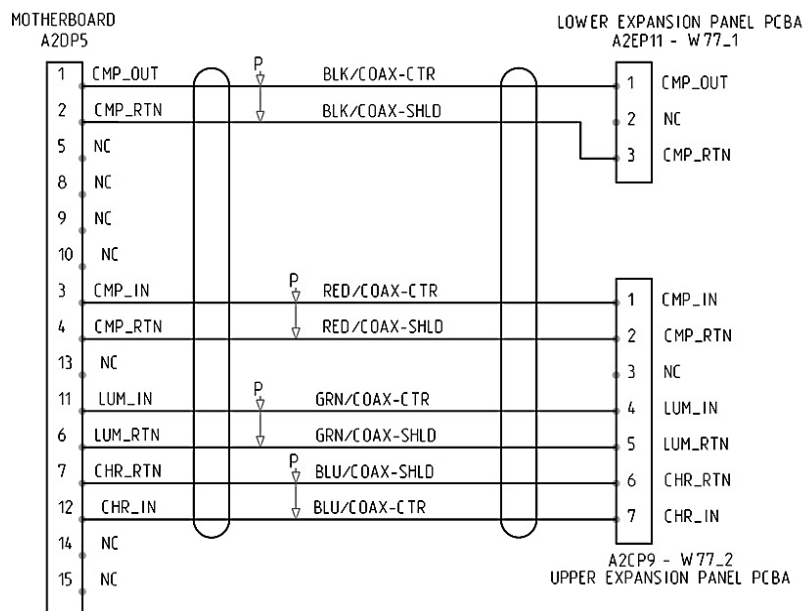 MOTHERBOARD
A2DP5
LOWER EXPANSION PANEL PCBA
A2EP11 - W77_1
1 CMP_OUT P BLK/COAX-CTR 1 CMP_OUT
2 CMP_RTN BLK/COAX-SHLD 2 NC
5 NC 3 CMP_RTN
8 NC
9 NC
10 NC
3 CMP_IN P RED/COAX-CTR 1 CMP_IN
4 CMP_RTN RED/COAX-SHLD 2 CMP_RTN
13 NC 3 NC
11 LUM_IN P GRN/COAX-CTR 4 LUM_IN
6 LUM_RTN GRN/COAX-SHLD 5 LUM_RTN
7 CHR_RTN P BLU/COAX-SHLD 6 CHR_RTN
12 CHR_IN BLU/COAX-CTR 7 CHR_IN
14 NC
15 NC
A2CP9 - W77_2
UPPER EXPANSION PANEL PCBA